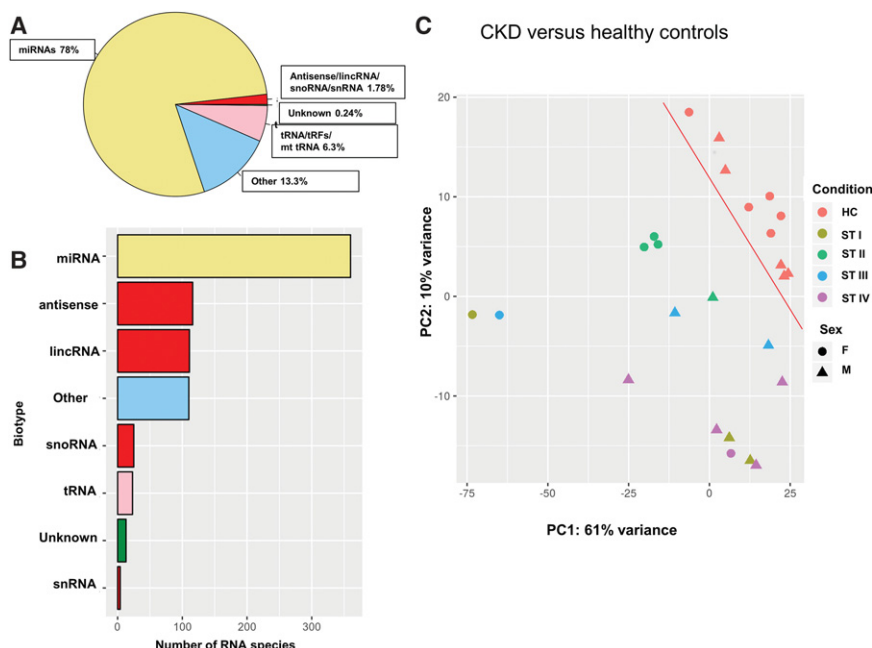 A
miRNAs 78%
Antisense/lincRNA/
snoRNA/snRNA 1.78%
Unknown 0.24%
tRNA/tRFs/
mt tRNA 6.3%
Other 13.3%
B
Biotype
miRNA
antisense
lincRNA
Other
snoRNA
tRNA
Unknown
snRNA
0
100
200
300
Number of RNA species
C
CKD versus healthy controls
PC2: 10% variance
20
10
0
-10
-75
-50
-25
0
25
PC1: 61% variance
Condition
HC
ST I
ST II
ST III
ST IV
Sex
F
M